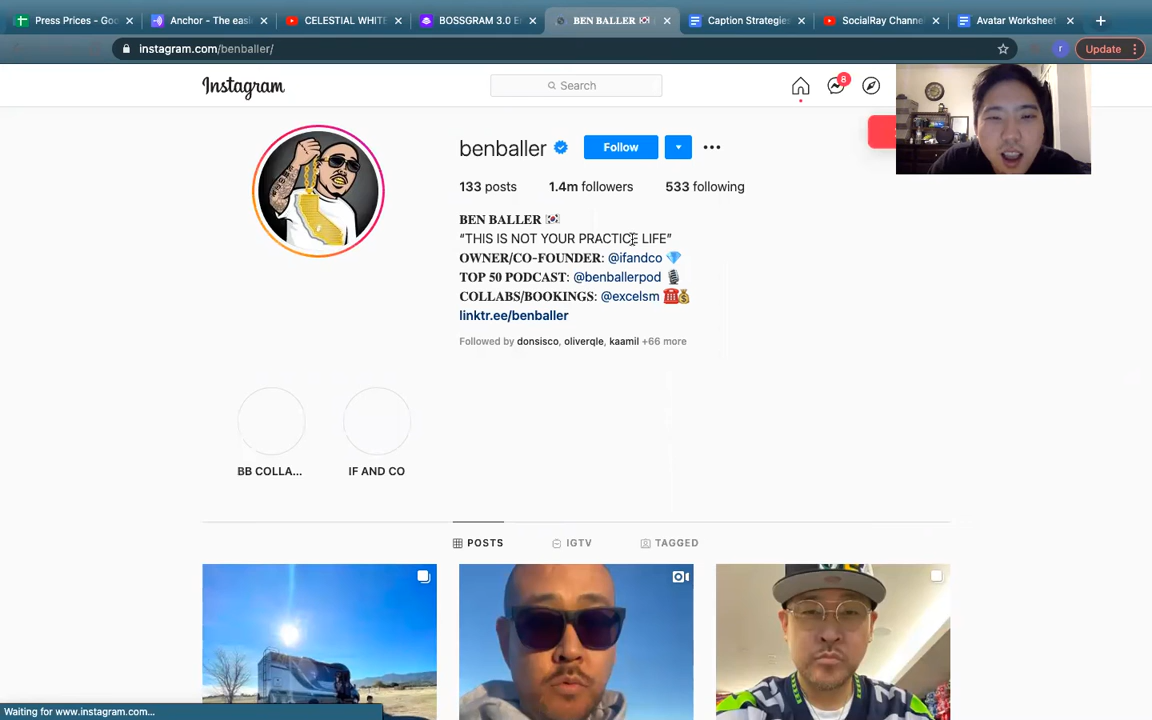 Press Prices - Goo
Anchor - The easi
CELESTIAL WHITE
BOSSGRAM 3.0 E
BEN BALLER 🇰🇷
Caption Strategies
SocialRay Channe
Avatar Worksheet
instagram.com/benballer/
r
Update
Instagram
Search
8
benballer
Follow
133 posts 1.4m followers 533 following
BEN BALLER 🇰🇷
“THIS IS NOT YOUR PRACTICE LIFE”
OWNER/CO-FOUNDER: @ifandco 💎
TOP 50 PODCAST: @benballerpod 🎙️
COLLABS/BOOKINGS: @excelsm ☎️💰
linktr.ee/benballer
Followed by donsisco, oliverqle, kaamil +66 more
BB COLLA... IF AND CO
POSTS IGTV TAGGED
Waiting for www.instagram.com...